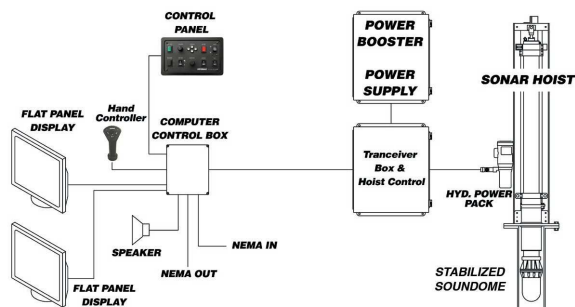 CONTROL
PANEL
POWER
BOOSTER
POWER
SUPPLY
SONAR HOIST
Hand
Controller
FLAT PANEL
DISPLAY
COMPUTER
CONTROL BOX
Tranceiver
Box &
Hoist Control
HYD. POWER
PACK
SPEAKER
NEMA IN
NEMA OUT
FLAT PANEL
DISPLAY
STABILIZED
SOUNDOME